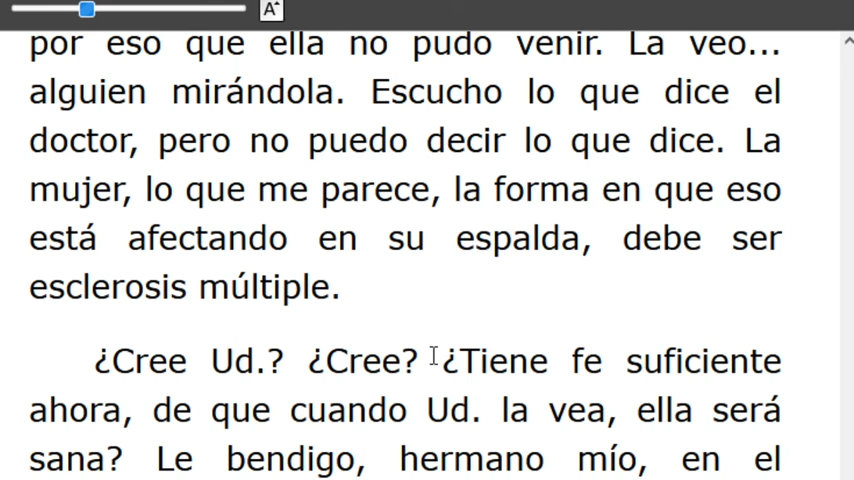 A
por eso que ella no pudo venir. La veo...
alguien mirándola. Escucho lo que dice el
doctor, pero no puedo decir lo que dice. La
mujer, lo que me parece, la forma en que eso
está afectando en su espalda, debe ser
esclerosis múltiple.
¿Cree Ud.? ¿Cree? ¿Tiene fe suficiente
ahora, de que cuando Ud. la vea, ella será
sana? Le bendigo, hermano mío, en el